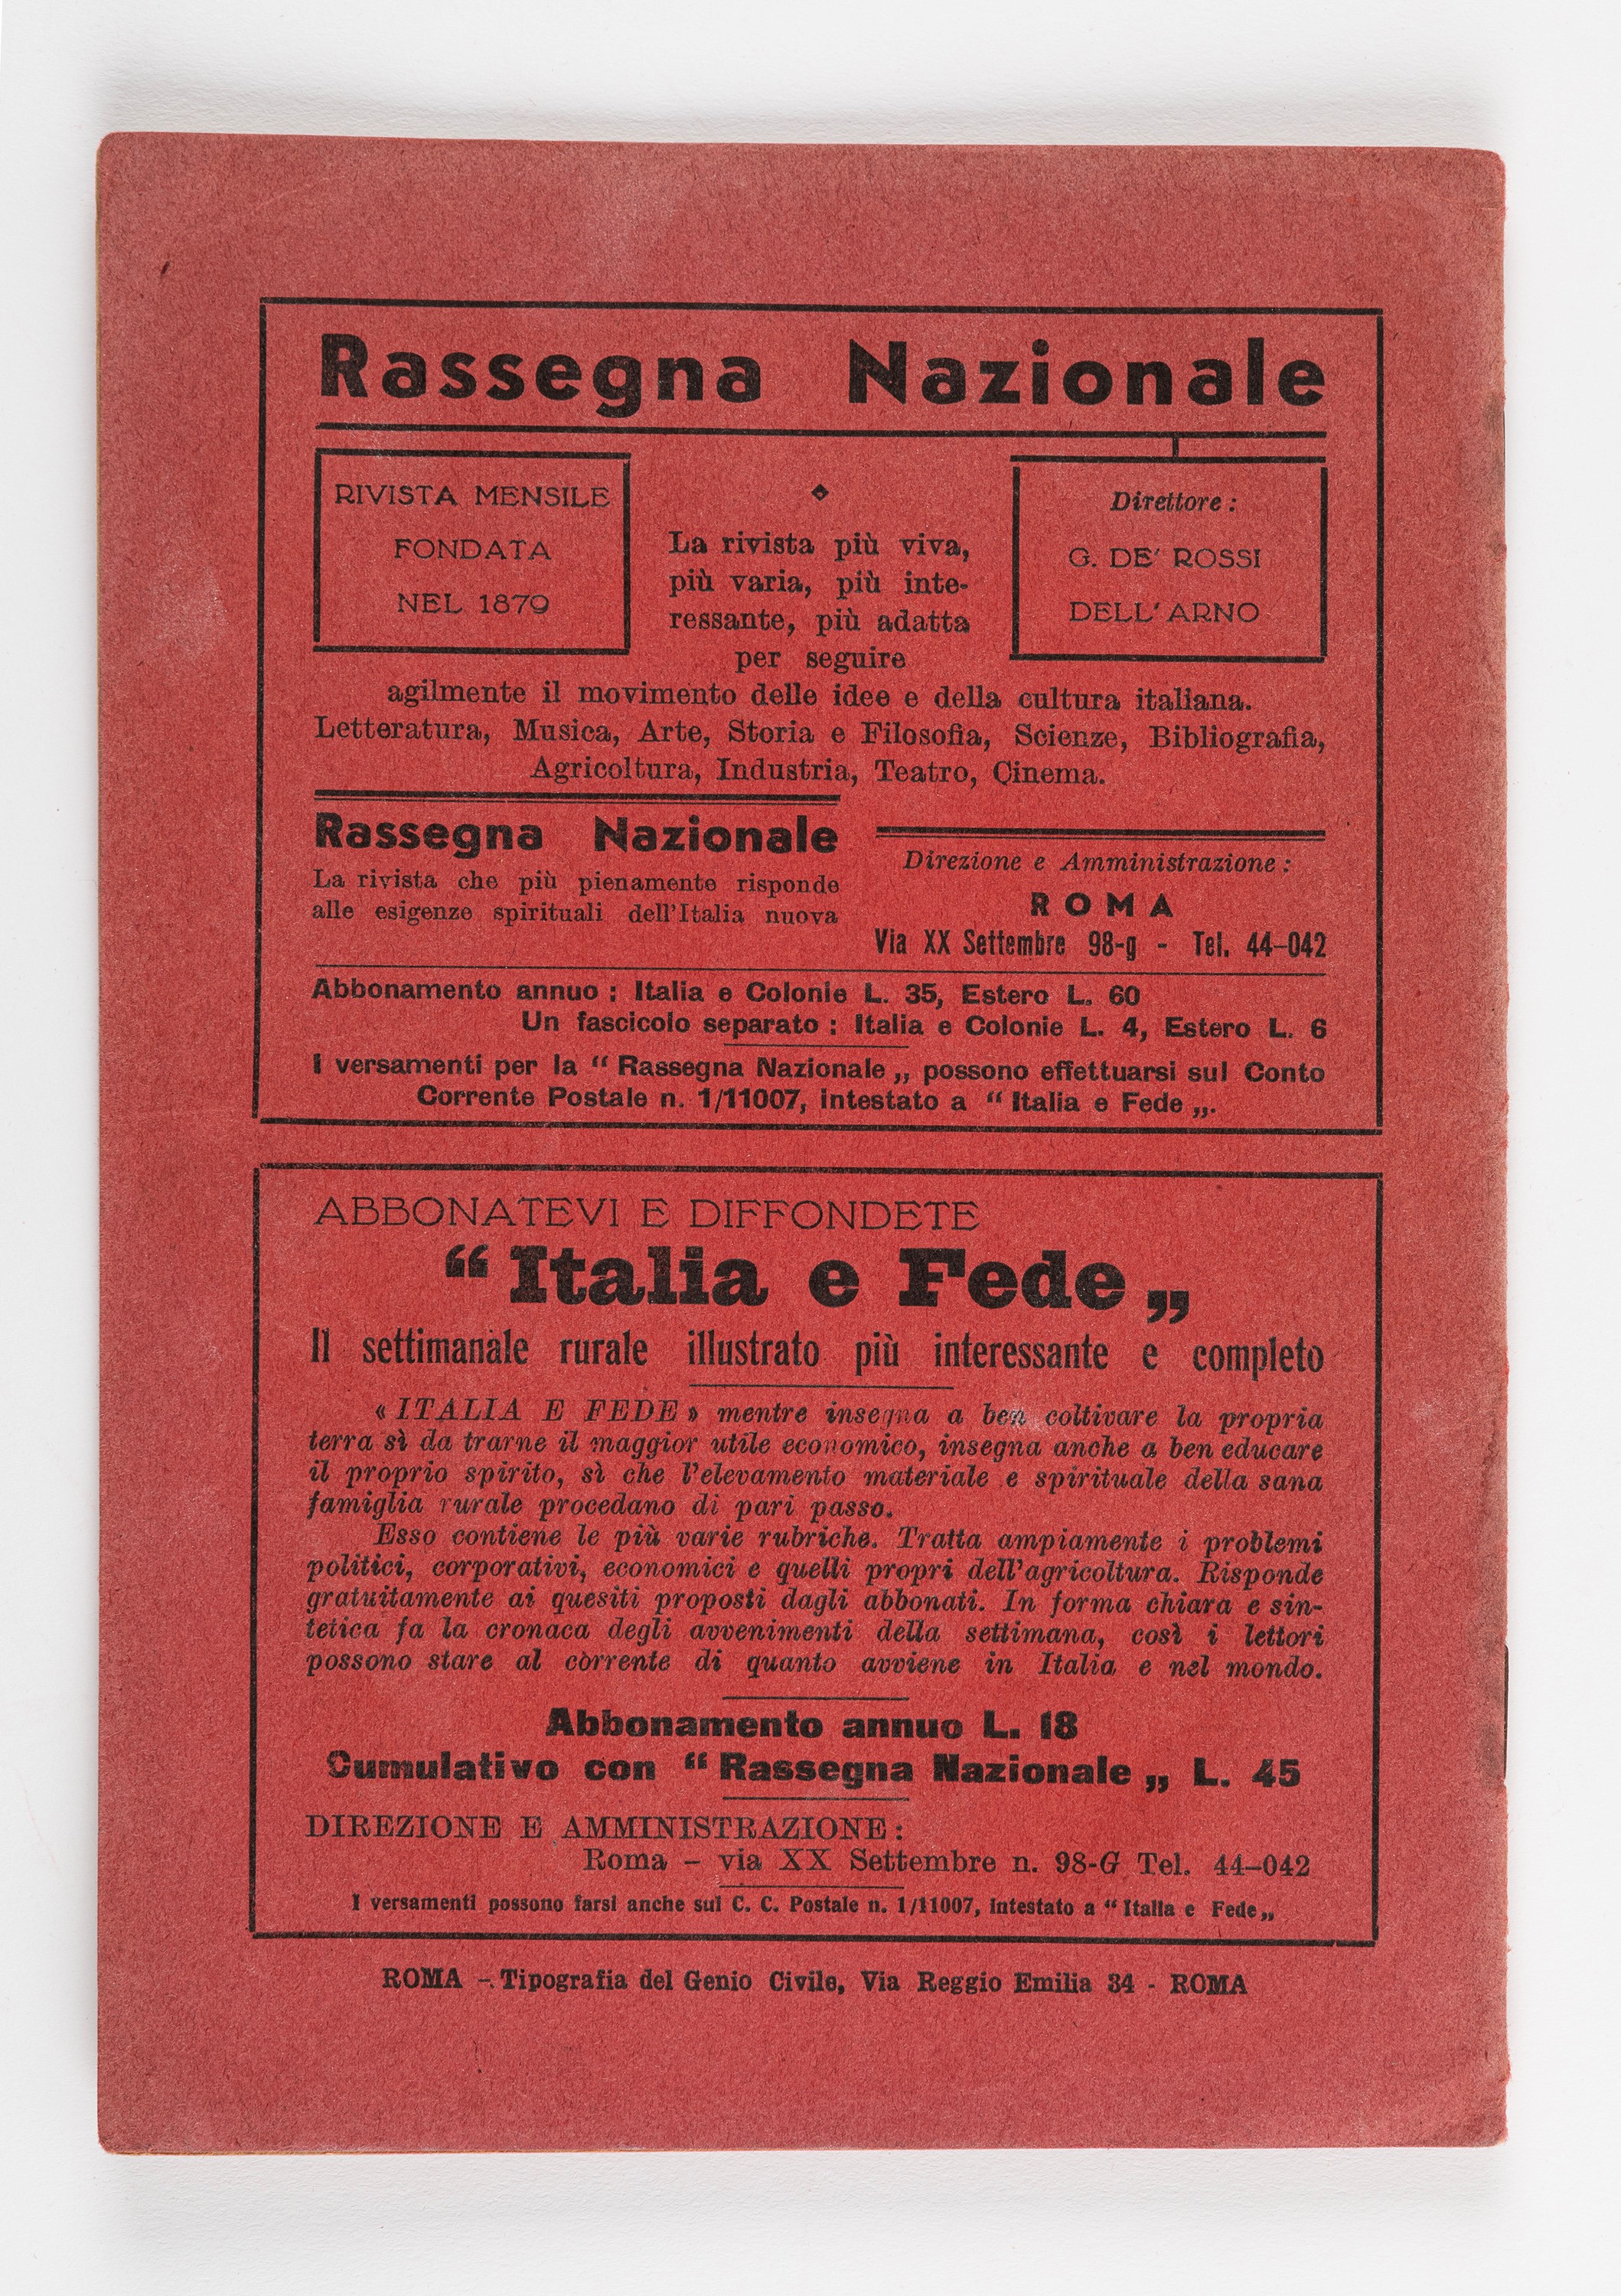 Rassegna Nazionale
RIVISTA MENSILE
FONDATA
NEL 1879
La rivista più viva,
più varia, più inte-
ressante, più adatta
per seguire
Direttore :
G. DE' ROSSI
DELL'ARNO
agilmente il movimento delle idee e della cultura italiana.
Letteratura, Musica, Arte, Storia e Filosofia, Scienze, Bibliografia,
Agricoltura, Industria, Teatro, Cinema.
Rassegna Nazionale
La rivista che più pienamente risponde
alle esigenze spirituali dell'Italia nuova
Direzione e Amministrazione :
ROMA
Via XX Settembre 98-g - Tel. 44-042
Abbonamento annuo : Italia e Colonie L. 35, Estero L. 60
Un fascicolo separato : Italia e Colonie L. 4, Estero L. 6
I versamenti per la “ Rassegna Nazionale „ possono effettuarsi sul Conto
Corrente Postale n. 1/11007, intestato a “ Italia e Fede „.
ABBONATEVI E DIFFONDETE
“ Italia e Fede „
Il settimanale rurale illustrato più interessante e completo
« ITALIA E FEDE » mentre insegna a ben coltivare la propria
terra sì da trarne il maggior utile economico, insegna anche a ben educare
il proprio spirito, sì che l'elevamento materiale e spirituale della sana
famiglia rurale procedano di pari passo.
Esso contiene le più varie rubriche. Tratta ampiamente i problemi
politici, corporativi, economici e quelli propri dell'agricoltura. Risponde
gratuitamente ai quesiti proposti dagli abbonati. In forma chiara e sin-
tetica fa la cronaca degli avvenimenti della settimana, così i lettori
possono stare al corrente di quanto avviene in Italia e nel mondo.
Abbonamento annuo L. 18
Cumulativo con “ Rassegna Nazionale „ L. 45
DIREZIONE E AMMINISTRAZIONE :
Roma – via XX Settembre n. 98-G Tel. 44–042
I versamenti possono farsi anche sul C. C. Postale n. 1/11007, intestato a “ Italia e Fede „
ROMA – Tipografia del Genio Civile, Via Reggio Emilia 34 - ROMA